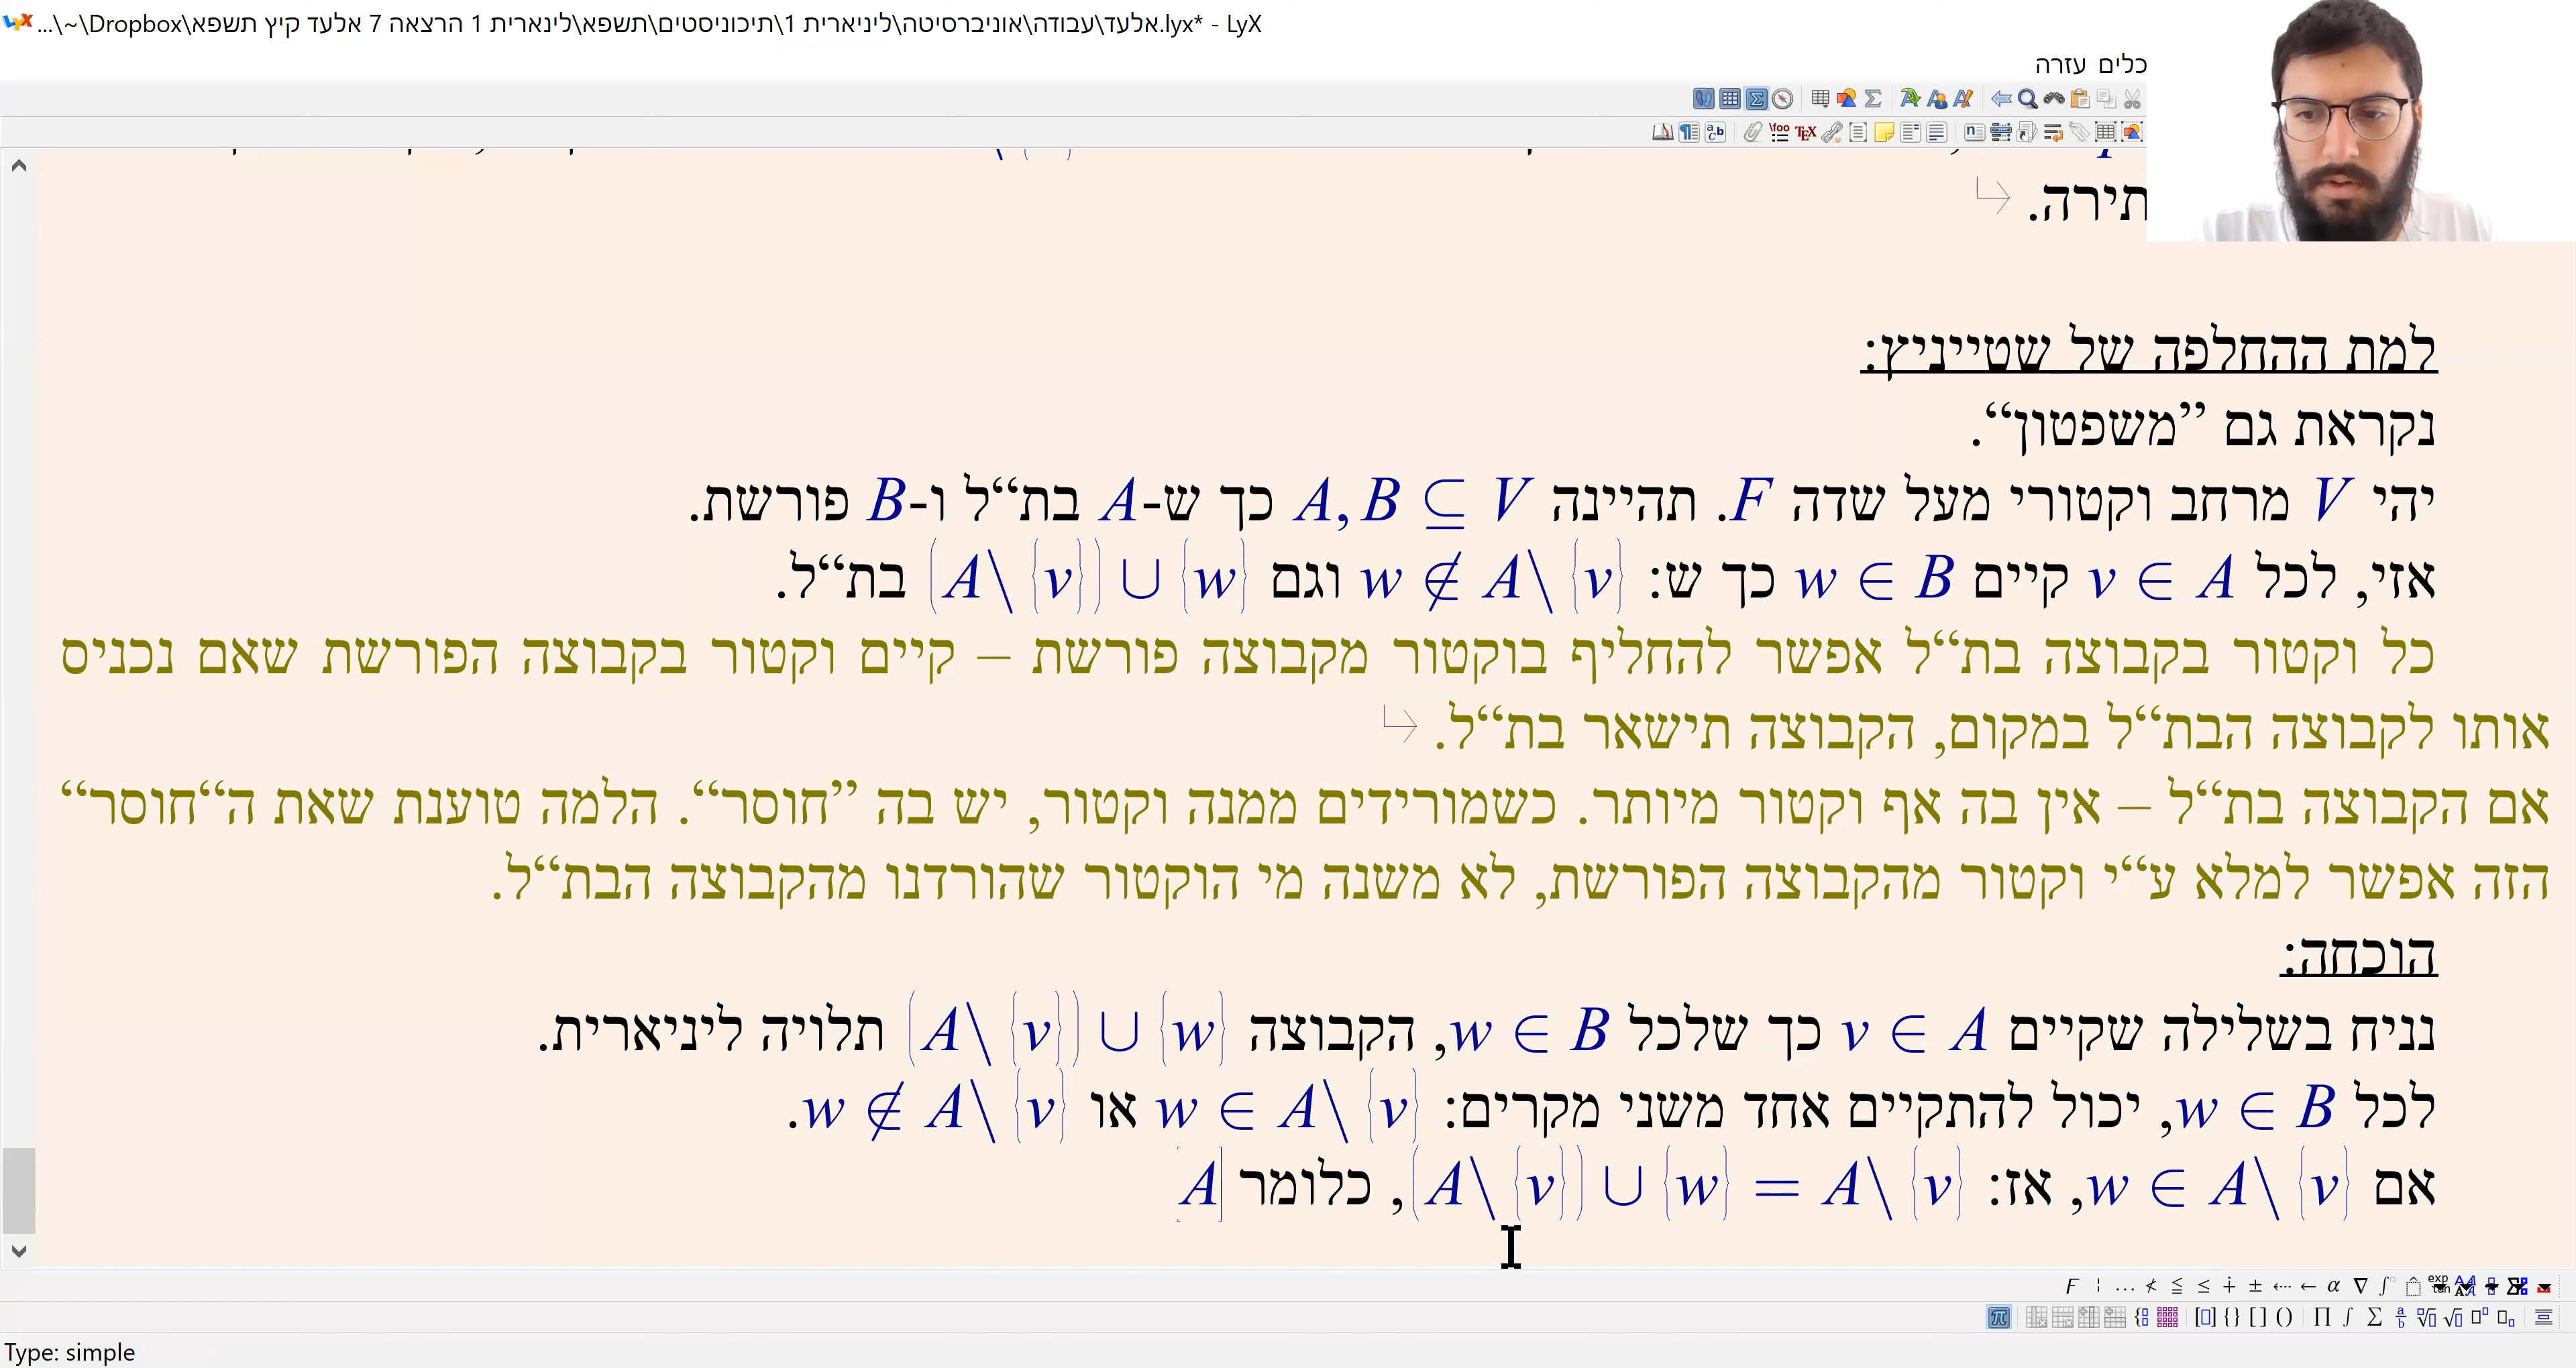 ...\~\Dropbox\אלעד\עבודה\אוניברסיטה\ליניארית 1\תיכוניסטים\תשפא\לינארית 1 הרצאה 7 אלעד קיץ תשפא.lyx* - LyX
כלים עזרה
תירה.
למת ההחלפה של שטייניץ:
נקראת גם ”משפטון“.
יהי V מרחב וקטורי מעל שדה F. תהיינה A, B ⊆ V כך ש-A בת“ל ו-B פורשת.
אזי, לכל v ∈ A קיים w ∈ B כך ש: w ∉ A\ {v} וגם (A\ {v}) ∪ {w} בת“ל.
כל וקטור בקבוצה בת“ל אפשר להחליף בוקטור מקבוצה פורשת – קיים וקטור בקבוצה הפורשת שאם נכניס
אותו לקבוצה הבת“ל במקום, הקבוצה תישאר בת“ל.
אם הקבוצה בת“ל – אין בה אף וקטור מיותר. כשמורידים ממנה וקטור, יש בה ”חוסר“. הלמה טוענת שאת ה“חוסר“
הזה אפשר למלא ע“י וקטור מהקבוצה הפורשת, לא משנה מי הוקטור שהורדנו מהקבוצה הבת“ל.
הוכחה:
נניח בשלילה שקיים v ∈ A כך שלכל w ∈ B, הקבוצה (A\ {v}) ∪ {w} תלויה ליניארית.
לכל w ∈ B, יכול להתקיים אחד משני מקרים: w ∈ A\ {v} או w ∉ A\ {v}.
אם w ∈ A\ {v}, אז: (A\ {v}) ∪ {w} = A\ {v}, כלומר A
Type: simple